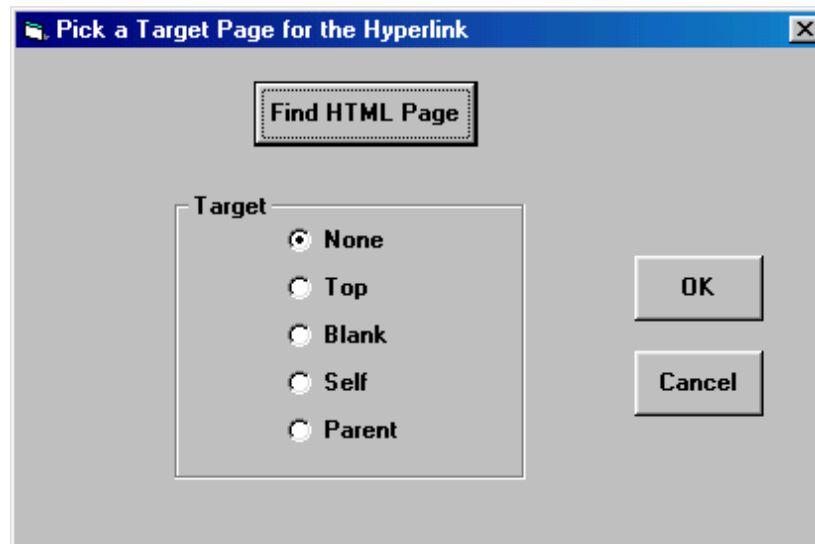 Pick a Target Page for the Hyperlink
Find HTML Page
Target
None
Top
Blank
Self
Parent
OK
Cancel